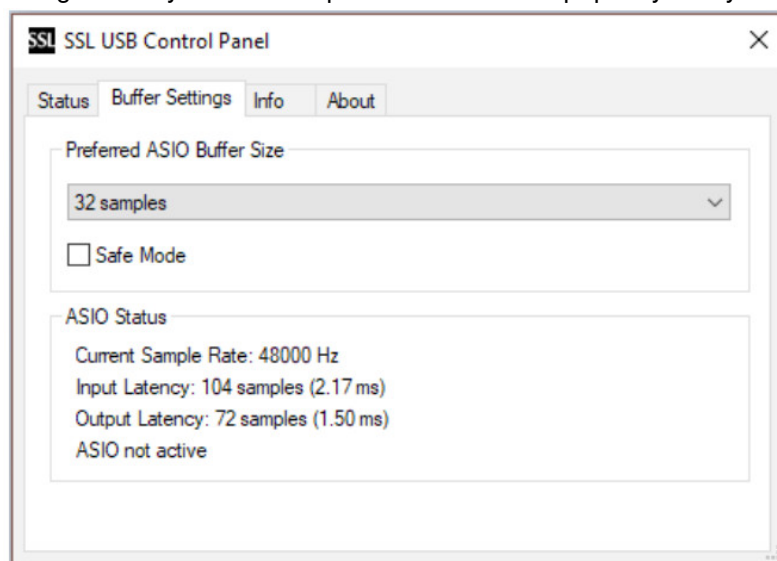 SSL SSL USB Control Panel
Status Buffer Settings Info About
Preferred ASIO Buffer Size
32 samples
Safe Mode
ASIO Status
Current Sample Rate: 48000 Hz
Input Latency: 104 samples (2.17 ms)
Output Latency: 72 samples (1.50 ms)
ASIO not active